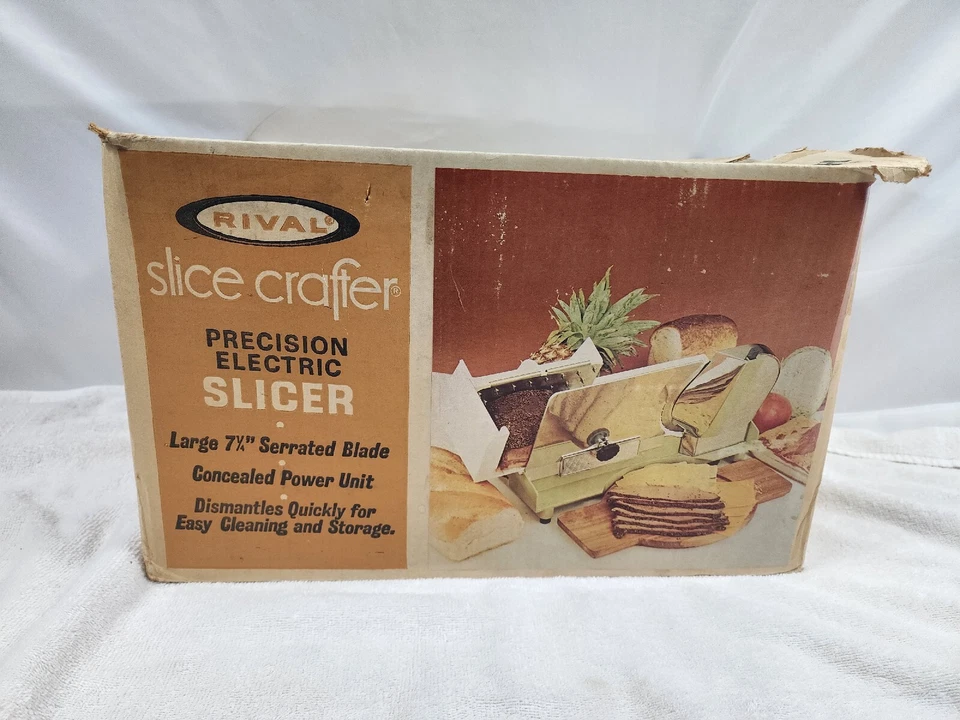 RIVAL®
slice crafter®
PRECISION
ELECTRIC
SLICER
Large 7¼" Serrated Blade
Concealed Power Unit
Dismantles Quickly for
Easy Cleaning and Storage.